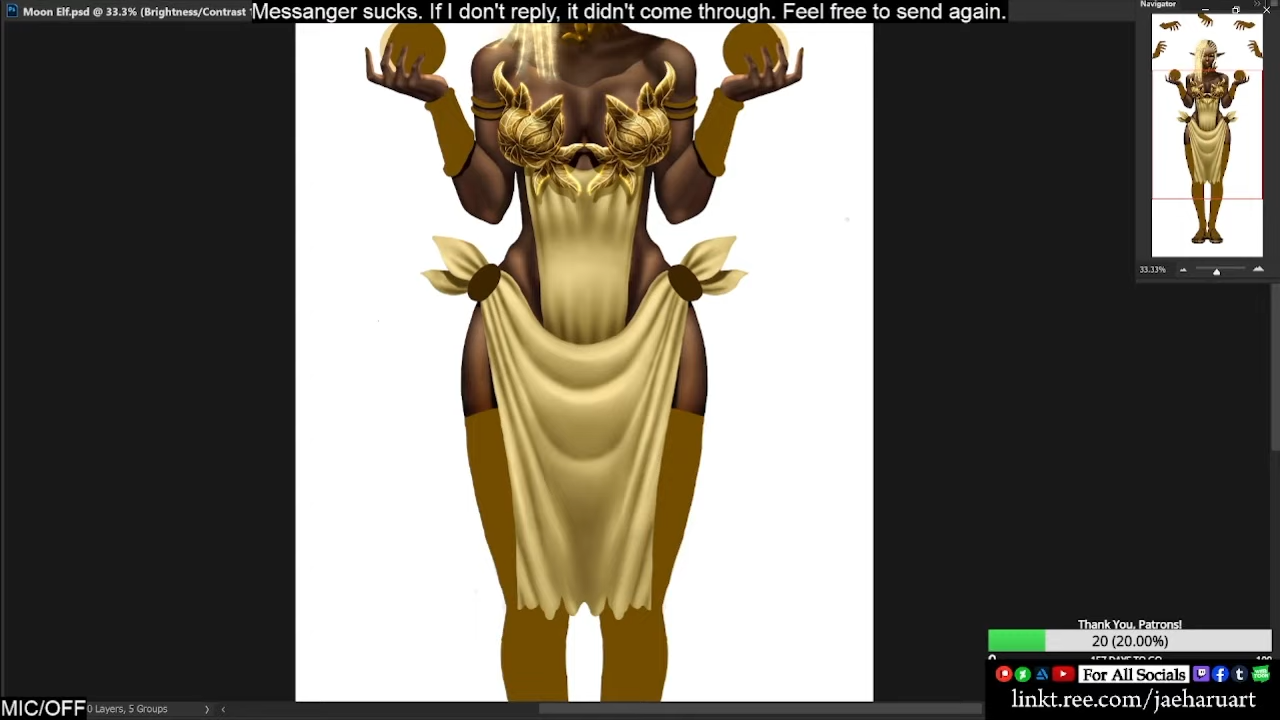 Moon Elf.psd @ 33.3% (Brightness/Contrast
Messanger sucks. If I don't reply, it didn't come through. Feel free to send again.
Navigator
33.33%
Thank You, Patrons!
20 (20.00%)
For All Socials
linkt.ree.com/jaeharuart
MIC/OFF
0 Layers, 5 Groups